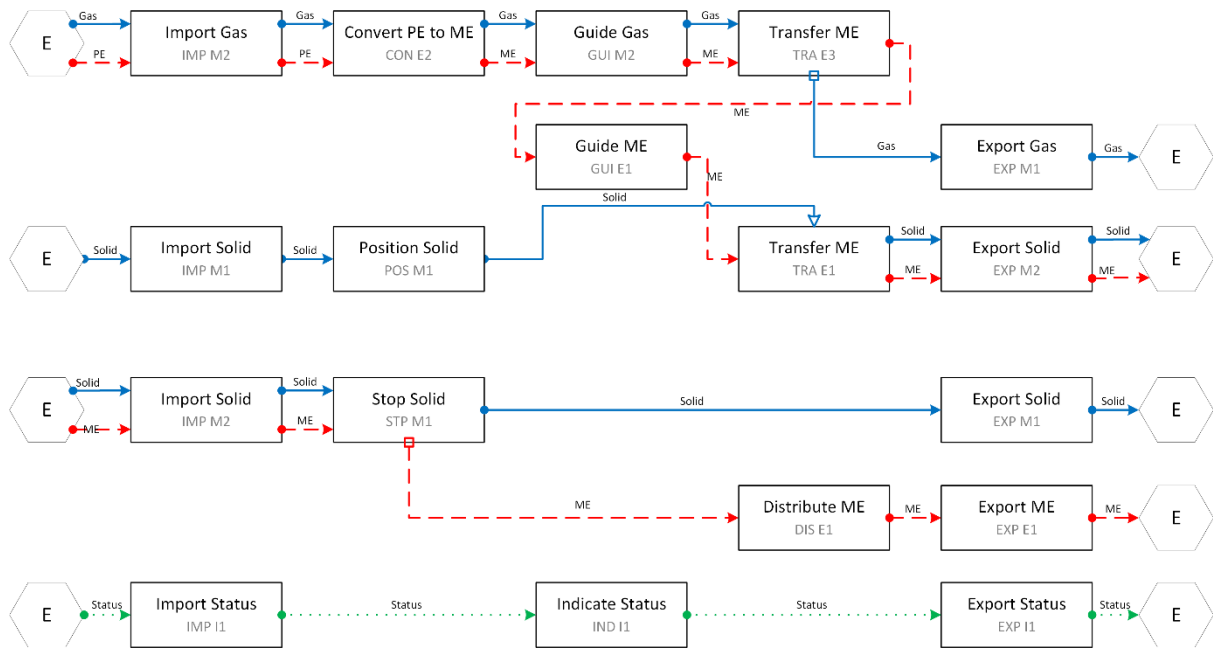 E
Gas
PE
Import Gas
IMP M2
Gas
PE
Convert PE to ME
CON E2
Gas
ME
Guide Gas
GUI M2
Gas
ME
Transfer ME
TRA E3
ME
Guide ME
GUI E1
ME
Gas
Export Gas
EXP M1
Gas
E
E
Solid
Import Solid
IMP M1
Solid
Position Solid
POS M1
Solid
Transfer ME
TRA E1
Solid
ME
Export Solid
EXP M2
Solid
ME
E
E
Solid
ME
Import Solid
IMP M2
Solid
ME
Stop Solid
STP M1
Solid
Export Solid
EXP M1
Solid
E
ME
Distribute ME
DIS E1
ME
Export ME
EXP E1
ME
E
E
Status
Import Status
IMP I1
Status
Indicate Status
IND I1
Status
Export Status
EXP I1
Status
E